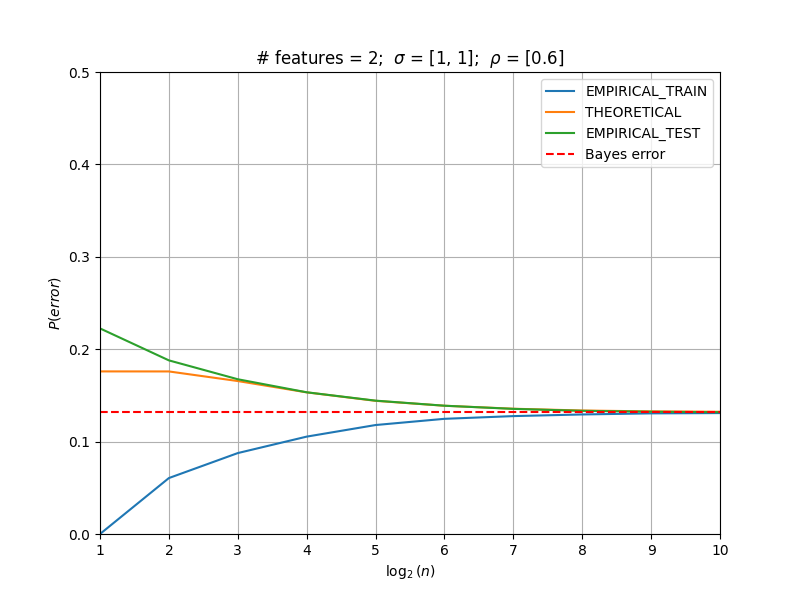 # features = 2; σ = [1, 1]; ρ = [0.6]
EMPIRICAL_TRAIN
THEORETICAL
EMPIRICAL_TEST
Bayes error
P(error)
0.5
0.4
0.3
0.2
0.1
0.0
1 2 3 4 5 6 7 8 9 10
log₂(n)